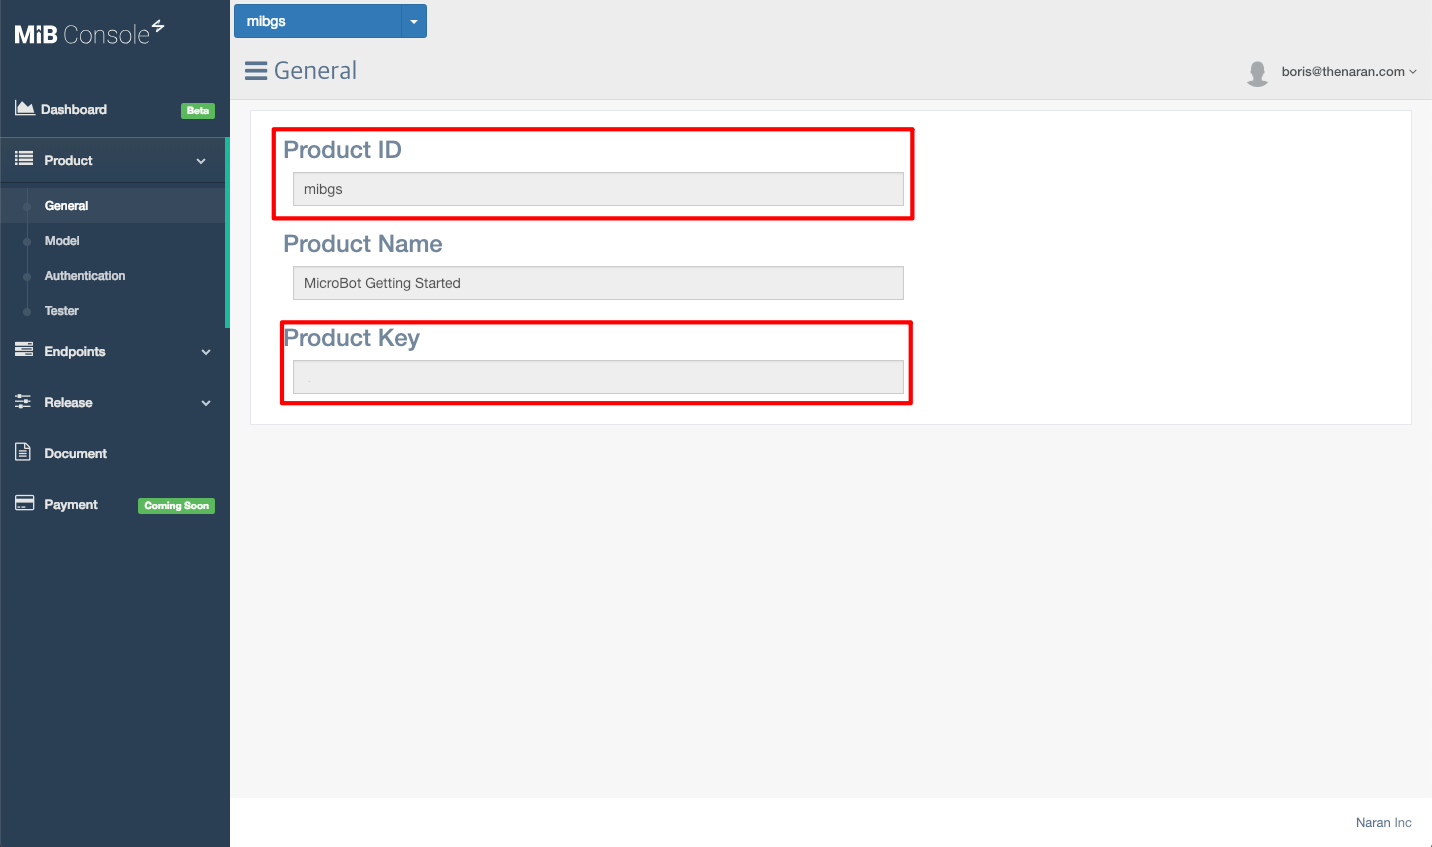 MiB Console
Dashboard
Beta
Product
General
Model
Authentication
Tester
Endpoints
Release
Document
Payment
Coming Soon
mibgs
General
boris@thenaran.com
Product ID
mibgs
Product Name
MicroBot Getting Started
Product Key
Naran Inc